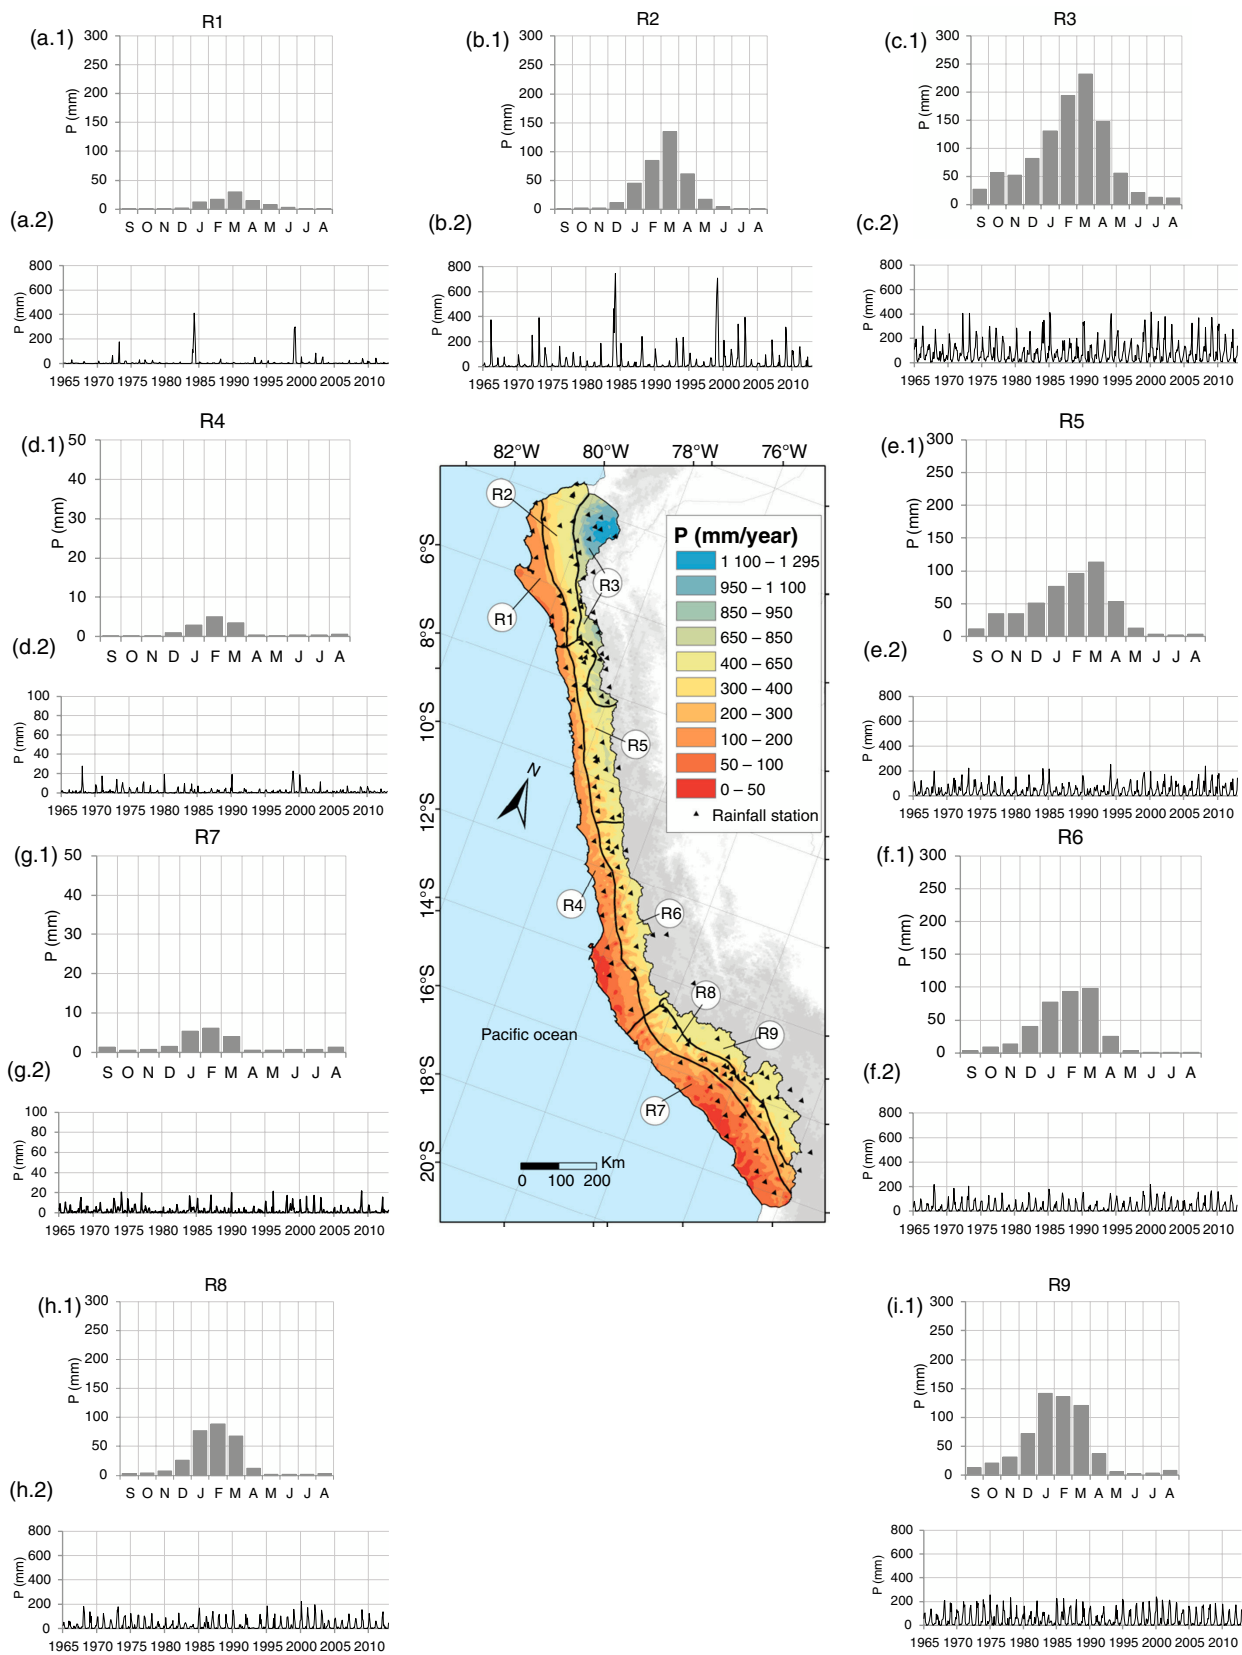 R1
(a.1)
300
250
200
150
100
50
0
P (mm)
S O N D J F M A M J J A
(a.2)
800
600
400
200
0
P (mm)
1965 1970 1975 1980 1985 1990 1995 2000 2005 2010
R2
(b.1)
300
250
200
150
100
50
0
P (mm)
S O N D J F M A M J J A
(b.2)
800
600
400
200
0
P (mm)
1965 1970 1975 1980 1985 1990 1995 2000 2005 2010
R3
(c.1)
300
250
200
150
100
50
0
P (mm)
S O N D J F M A M J J A
(c.2)
800
600
400
200
0
P (mm)
1965 1970 1975 1980 1985 1990 1995 2000 2005 2010
R4
(d.1)
50
40
30
20
10
0
P (mm)
S O N D J F M A M J J A
(d.2)
100
80
60
40
20
0
P (mm)
1965 1970 1975 1980 1985 1990 1995 2000 2005 2010
82°W 80°W 78°W 76°W
6°S
8°S
10°S
12°S
14°S
16°S
18°S
20°S
R2
R3
R1
R5
R4
R6
R8
R9
R7
N
Pacific ocean
Km
0 100 200
P (mm/year)
1 100 – 1 295
950 – 1 100
850 – 950
650 – 850
400 – 650
300 – 400
200 – 300
100 – 200
50 – 100
0 – 50
Rainfall station
R5
(e.1)
300
250
200
150
100
50
0
P (mm)
S O N D J F M A M J J A
(e.2)
800
600
400
200
0
P (mm)
1965 1970 1975 1980 1985 1990 1995 2000 2005 2010
R7
(g.1)
50
40
30
20
10
0
P (mm)
S O N D J F M A M J J A
(g.2)
100
80
60
40
20
0
P (mm)
1965 1970 1975 1980 1985 1990 1995 2000 2005 2010
R6
(f.1)
300
250
200
150
100
50
0
P (mm)
S O N D J F M A M J J A
(f.2)
800
600
400
200
0
P (mm)
1965 1970 1975 1980 1985 1990 1995 2000 2005 2010
R8
(h.1)
300
250
200
150
100
50
0
P (mm)
S O N D J F M A M J J A
(h.2)
800
600
400
200
0
P (mm)
1965 1970 1975 1980 1985 1990 1995 2000 2005 2010
R9
(i.1)
300
250
200
150
100
50
0
P (mm)
S O N D J F M A M J J A
(i.2)
800
600
400
200
0
P (mm)
1965 1970 1975 1980 1985 1990 1995 2000 2005 2010